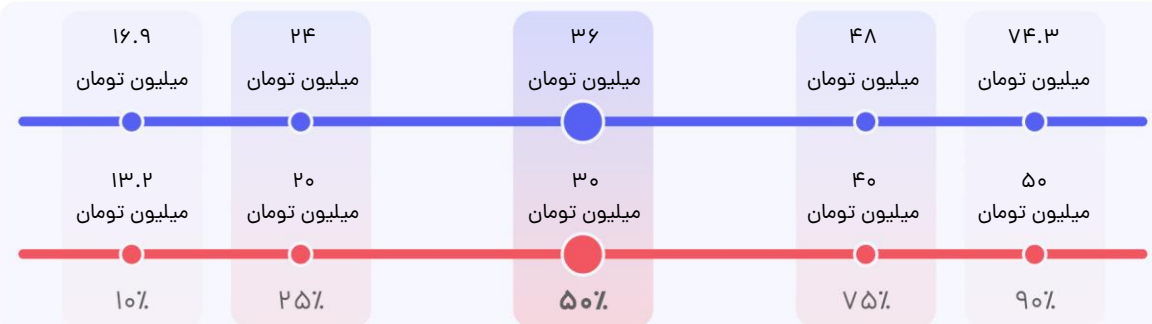 ۱۶.۹ ۲۴ ۳۶ ۴۸ ۷۴.۳
میلیون تومان میلیون تومان میلیون تومان میلیون تومان میلیون تومان
۱۳.۲ ۲۰ ۳۰ ۴۰ ۵۰
میلیون تومان میلیون تومان میلیون تومان میلیون تومان میلیون تومان
۱۰٪ ۲۵٪ ۵۰٪ ۷۵٪ ۹۰٪